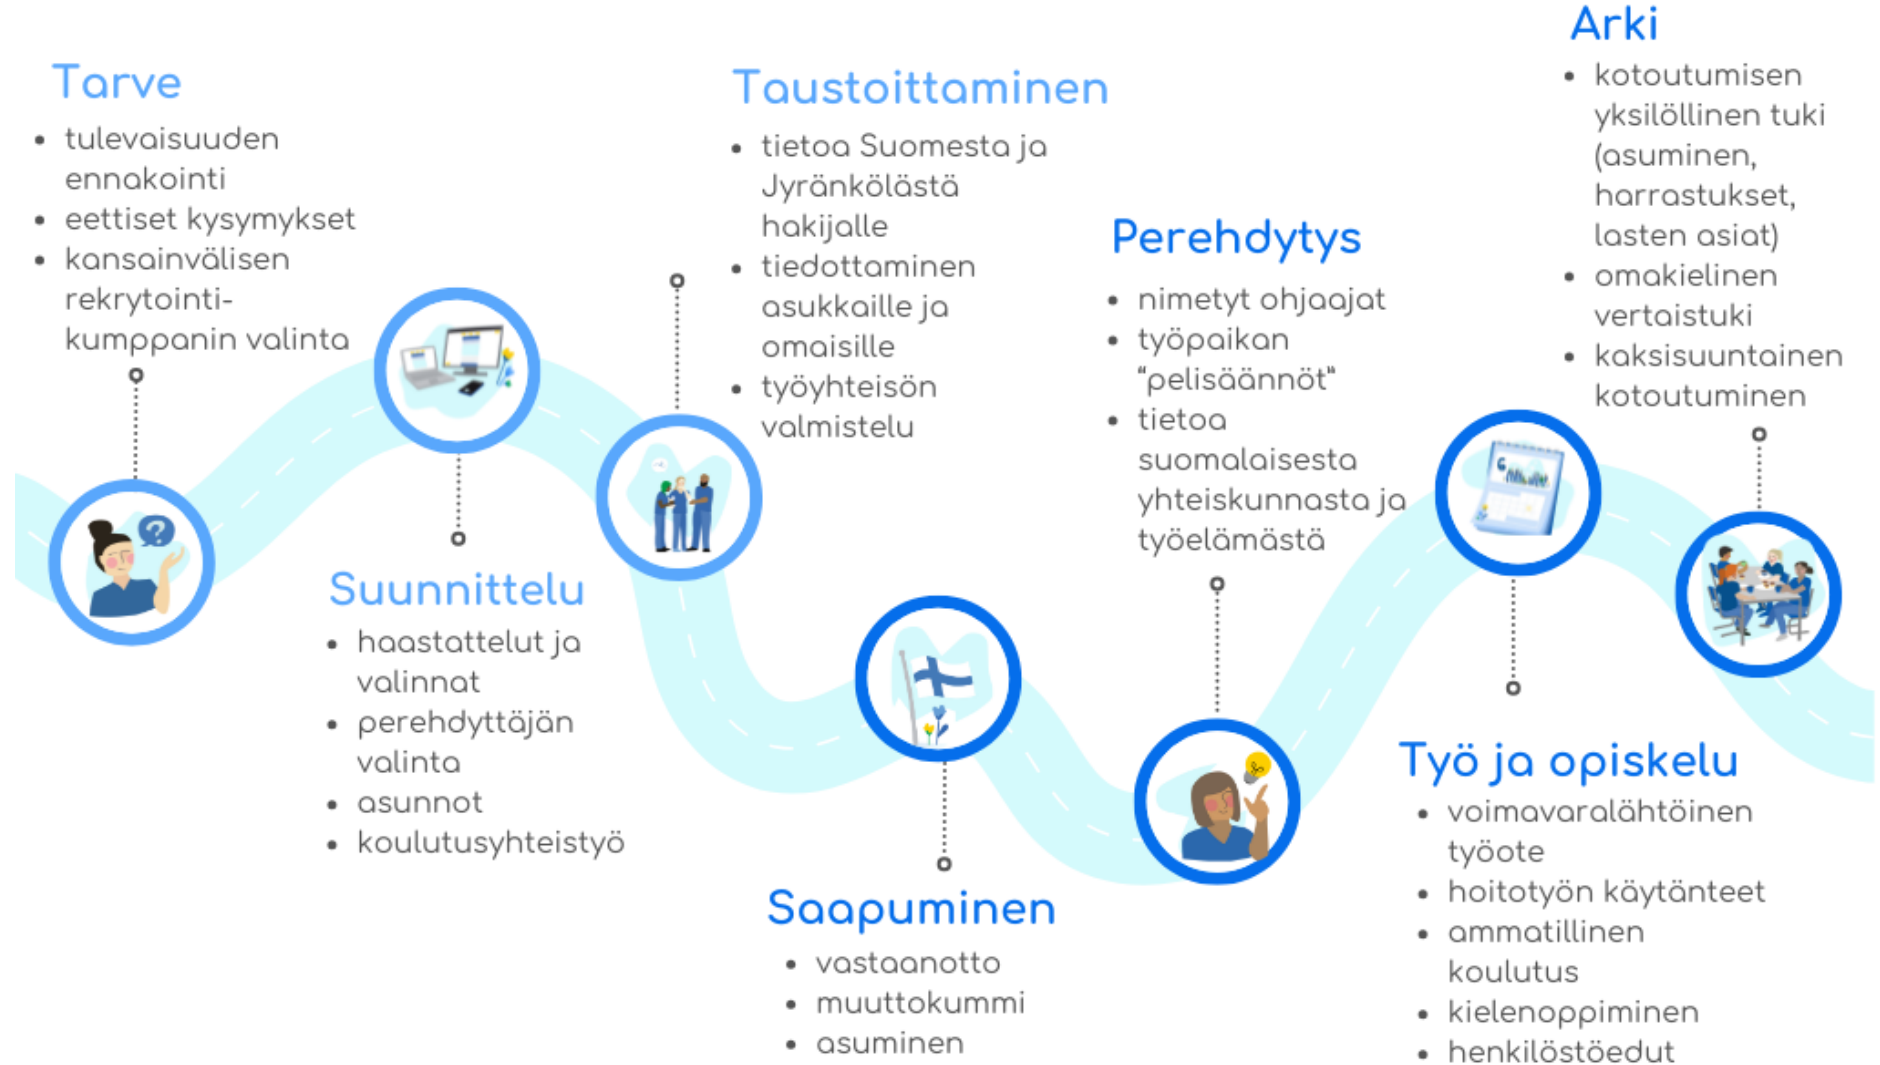 Tarve
• tulevaisuuden
ennakointi
• eettiset kysymykset
• kansainvälisen
rekrytointi-
kumppanin valinta
Suunnittelu
• haastattelut ja
valinnat
• perehdyttäjän
valinta
• asunnot
• koulutusyhteistyö
Taustoittaminen
• tietoa Suomesta ja
Jyränkölästä
hakijalle
• tiedottaminen
asukkaille ja
omaisille
• työyhteisön
valmistelu
Saapuminen
• vastaanotto
• muuttokummi
• asuminen
Perehdytys
• nimetyt ohjaajat
• työpaikan
“pelisäännöt”
• tietoa
suomalaisesta
yhteiskunnasta ja
työelämästä
Työ ja opiskelu
• voimavaralähtöinen
työote
• hoitotyön käytänteet
• ammatillinen
koulutus
• kielenoppiminen
• henkilöstöedut
Arki
• kotoutumisen
yksilöllinen tuki
(asuminen,
harrastukset,
lasten asiat)
• omakielinen
vertaistuki
• kaksisuuntainen
kotoutuminen
?